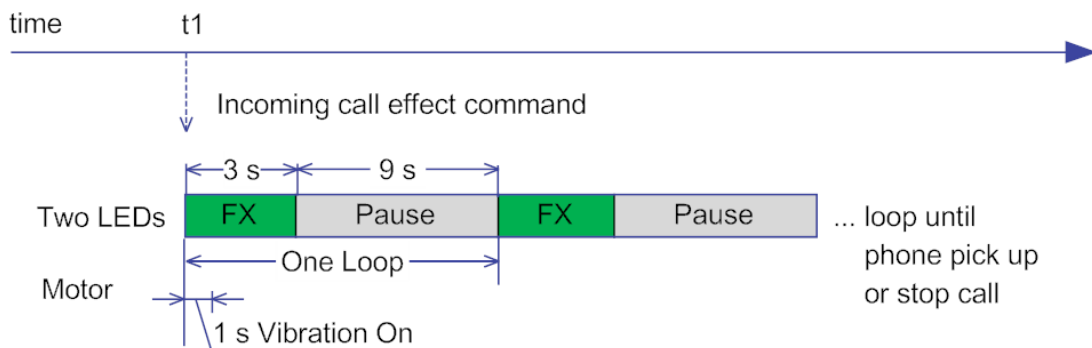 time t1
Incoming call effect command
3 s 9 s
Two LEDs FX Pause FX Pause ... loop until
phone pick up
or stop call
One Loop
Motor
1 s Vibration On